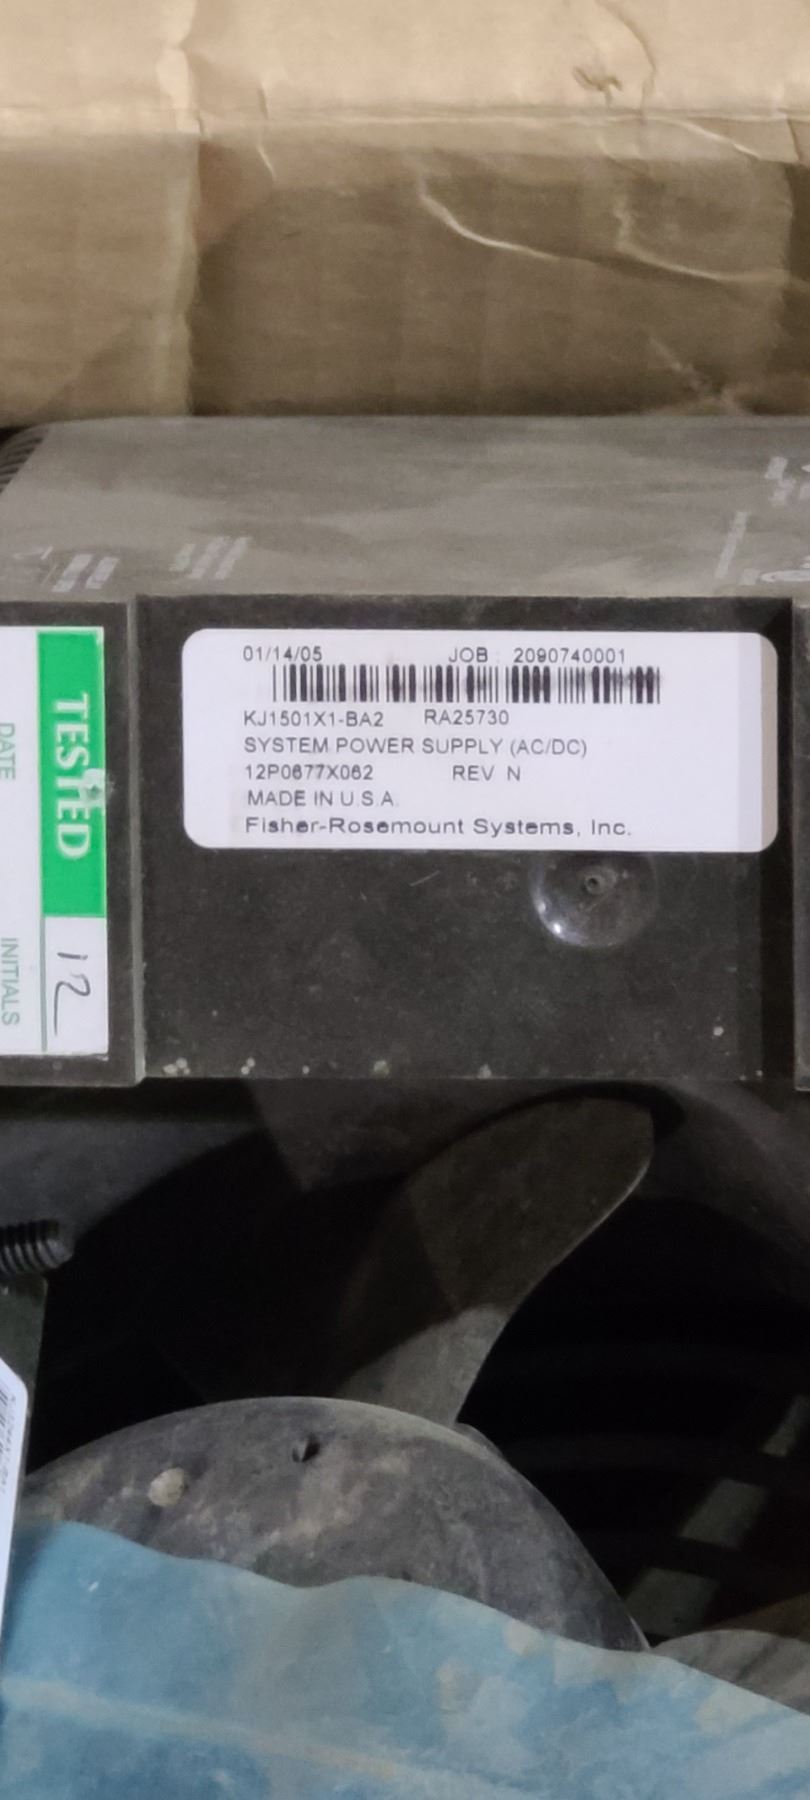 01/14/05 JOB : 2090740001
KJ1501X1-BA2 RA25730
SYSTEM POWER SUPPLY (AC/DC)
12P0677X062 REV N
MADE IN U.S.A.
Fisher-Rosemount Systems, Inc.
TESTED
12
DATE
INITIALS